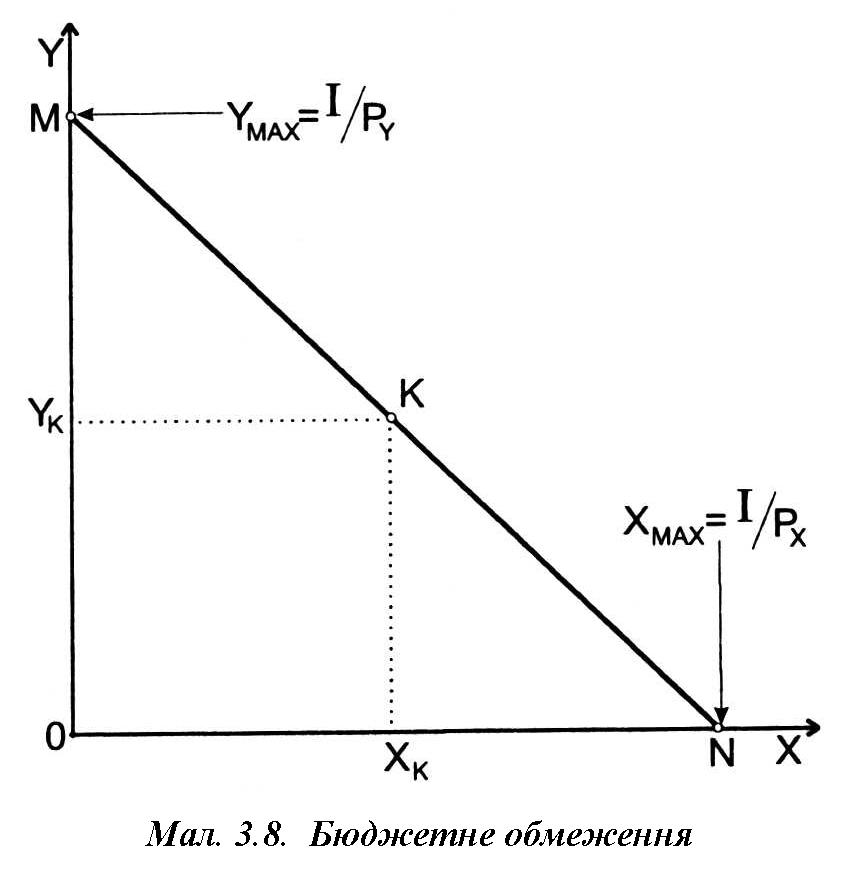 Y
M
Y_MAX = I/P_Y
K
Y_K
X_MAX = I/P_X
0
X_K
N
X
Мал. 3.8. Бюджетне обмеження